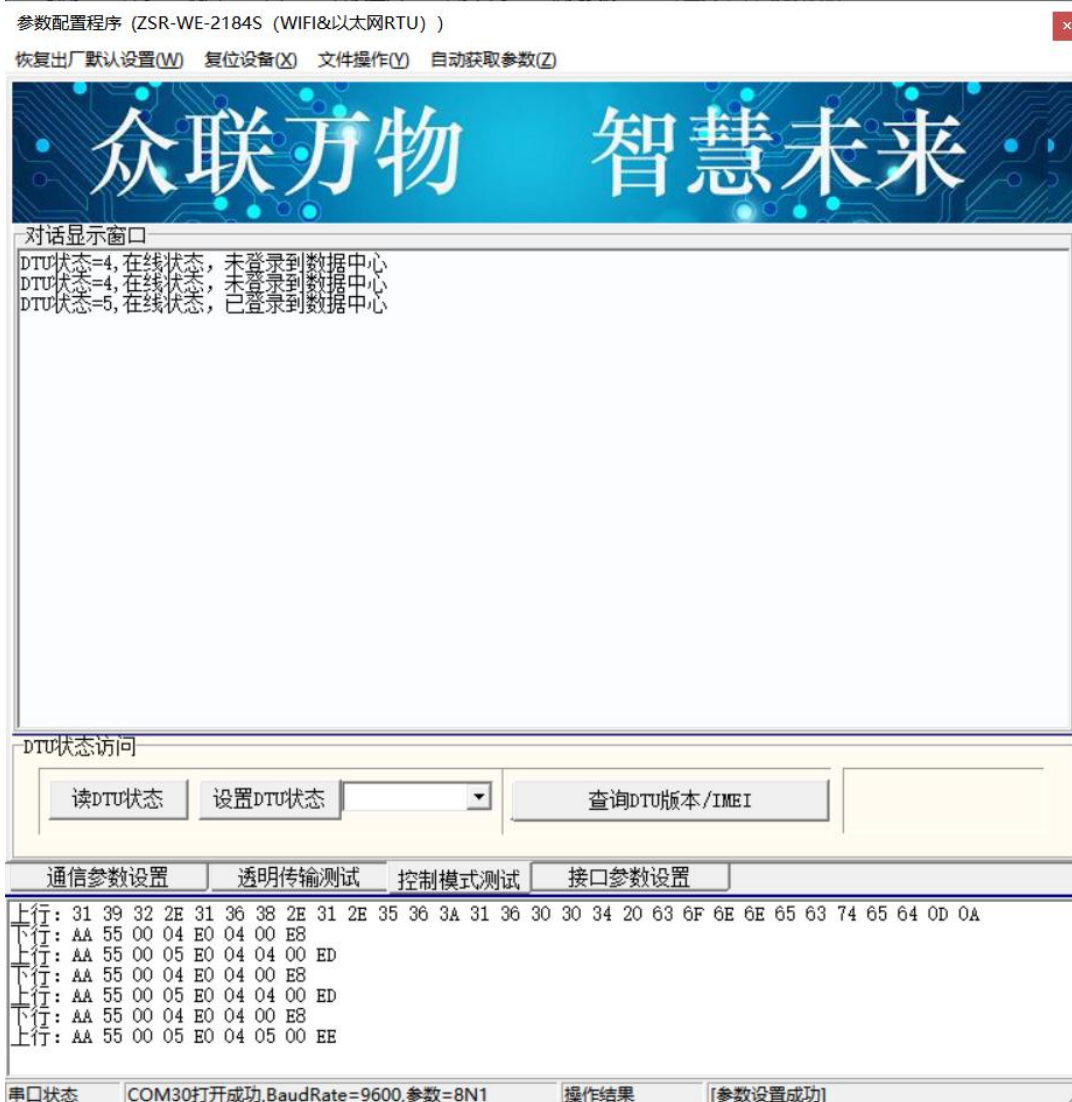 参数配置程序 (ZSR-WE-2184S（WIFI&以太网RTU）)
恢复出厂默认设置(W) 复位设备(X) 文件操作(Y) 自动获取参数(Z)
众联万物 智慧未来
对话显示窗口
DTU状态=4,在线状态，未登录到数据中心
DTU状态=4,在线状态，未登录到数据中心
DTU状态=5,在线状态，已登录到数据中心
DTU状态访问
读DTU状态 设置DTU状态 查询DTU版本/IMEI
通信参数设置 透明传输测试 控制模式测试 接口参数设置
上行: 31 39 32 2E 31 36 38 2E 31 2E 35 36 3A 31 36 30 30 34 20 63 6F 6E 6E 65 63 74 65 64 0D 0A
下行: AA 55 00 04 E0 04 00 E8
上行: AA 55 00 05 E0 04 04 00 ED
下行: AA 55 00 04 E0 04 00 E8
上行: AA 55 00 05 E0 04 04 00 ED
下行: AA 55 00 04 E0 04 00 E8
上行: AA 55 00 05 E0 04 05 00 EE
串口状态 COM30打开成功,BaudRate=9600,参数=8N1 操作结果 [参数设置成功]